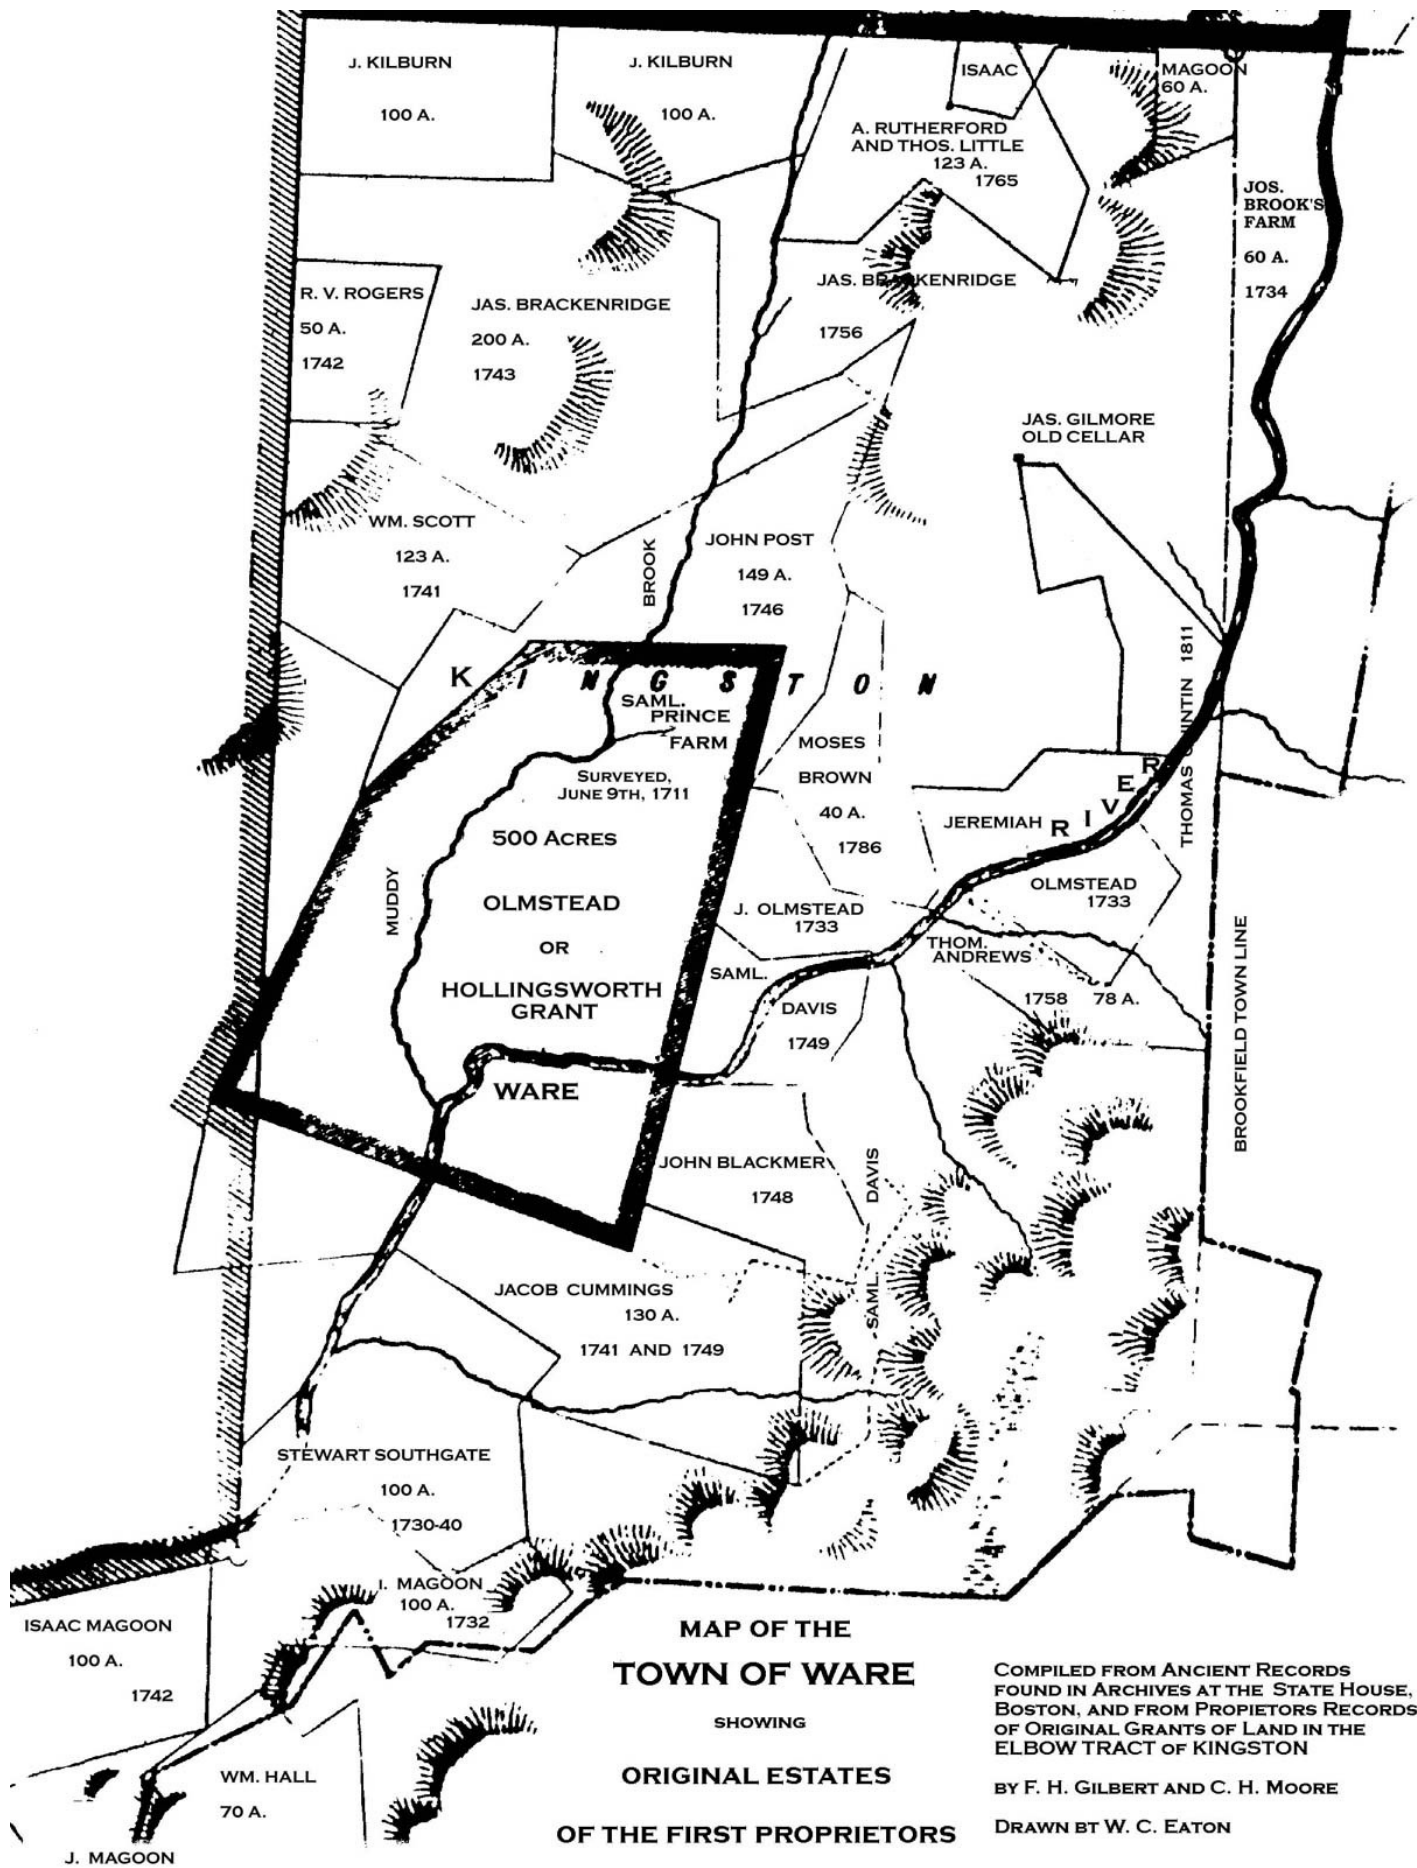 J. KILBURN
100 A.
J. KILBURN
100 A.
ISAAC
MAGOON
60 A.
A. RUTHERFORD
AND THOS. LITTLE
123 A.
1765
JOS.
BROOK'S
FARM
60 A.
1734
R. V. ROGERS
50 A.
1742
JAS. BRACKENRIDGE
200 A.
1743
JAS. BRACKENRIDGE
1756
JAS. GILMORE
OLD CELLAR
WM. SCOTT
123 A.
1741
BROOK
JOHN POST
149 A.
1746
KINGSTON
SAML.
PRINCE
FARM
SURVEYED,
JUNE 9TH, 1711
500 ACRES
OLMSTEAD
OR
HOLLINGSWORTH
GRANT
MUDDY
WARE
MOSES
BROWN
40 A.
1786
JEREMIAH
RIVER
OLMSTEAD
1733
THOMAS QUINTIN 1811
J. OLMSTEAD
1733
THOM.
ANDREWS
1758 78 A.
SAML.
DAVIS
1749
BROOKFIELD TOWN LINE
JOHN BLACKMER
1748
SAML. DAVIS
JACOB CUMMINGS
130 A.
1741 AND 1749
STEWART SOUTHGATE
100 A.
1730-40
I. MAGOON
100 A.
1732
ISAAC MAGOON
100 A.
1742
WM. HALL
70 A.
J. MAGOON
MAP OF THE
TOWN OF WARE
SHOWING
ORIGINAL ESTATES
OF THE FIRST PROPRIETORS
COMPILED FROM ANCIENT RECORDS
FOUND IN ARCHIVES AT THE STATE HOUSE,
BOSTON, AND FROM PROPIETORS RECORDS
OF ORIGINAL GRANTS OF LAND IN THE
ELBOW TRACT OF KINGSTON
BY F. H. GILBERT AND C. H. MOORE
DRAWN BT W. C. EATON